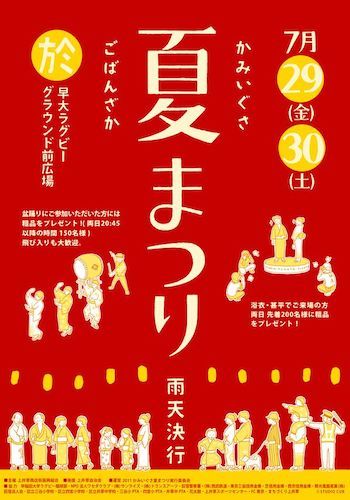 7月
29
(金)
30
(土)
かみいぐさ
夏まつり
ごばんざか
於
早大ラグビー
グラウンド前広場
盆踊りにご参加いただいた方には
粗品をプレゼント！(両日20:45
以降の時間 150名様)
飛び入りも大歓迎。
浴衣・甚平でご来場の方
両日 先着200名様に粗品
をプレゼント！
雨天決行